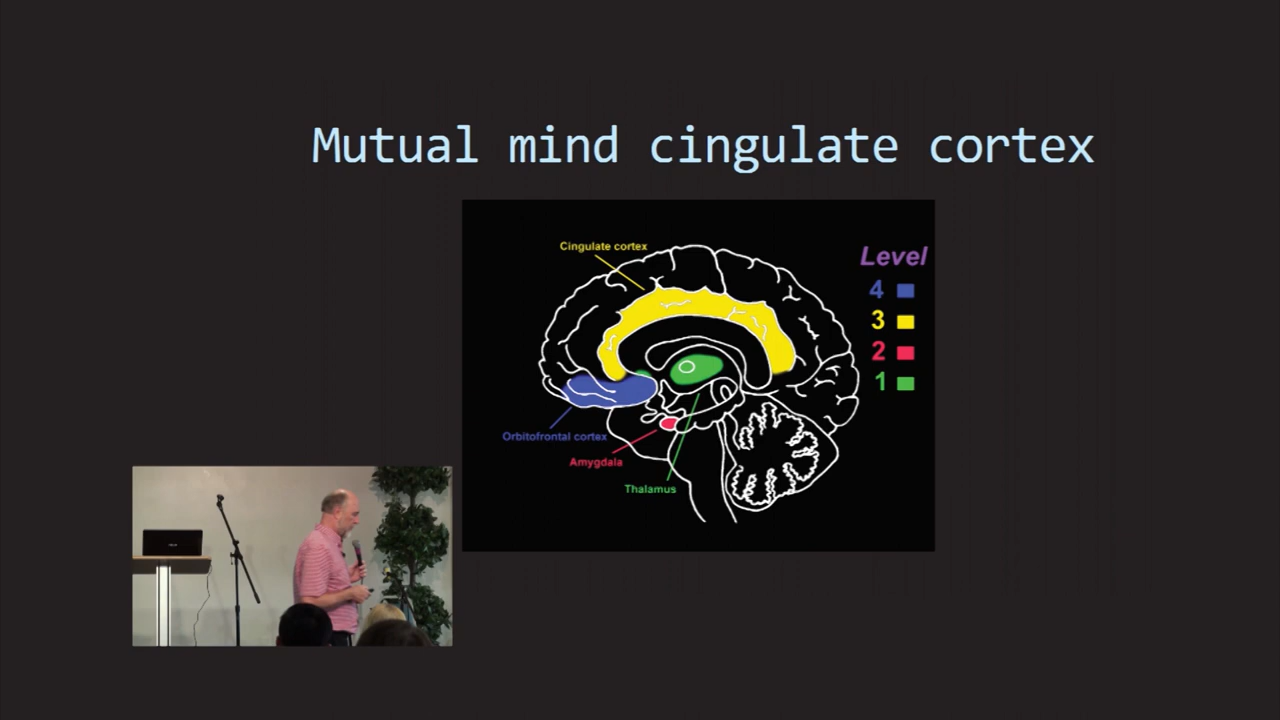 Mutual mind cingulate cortex
Cingulate cortex
Level
4
3
2
1
Orbitofrontal cortex
Amygdala
Thalamus